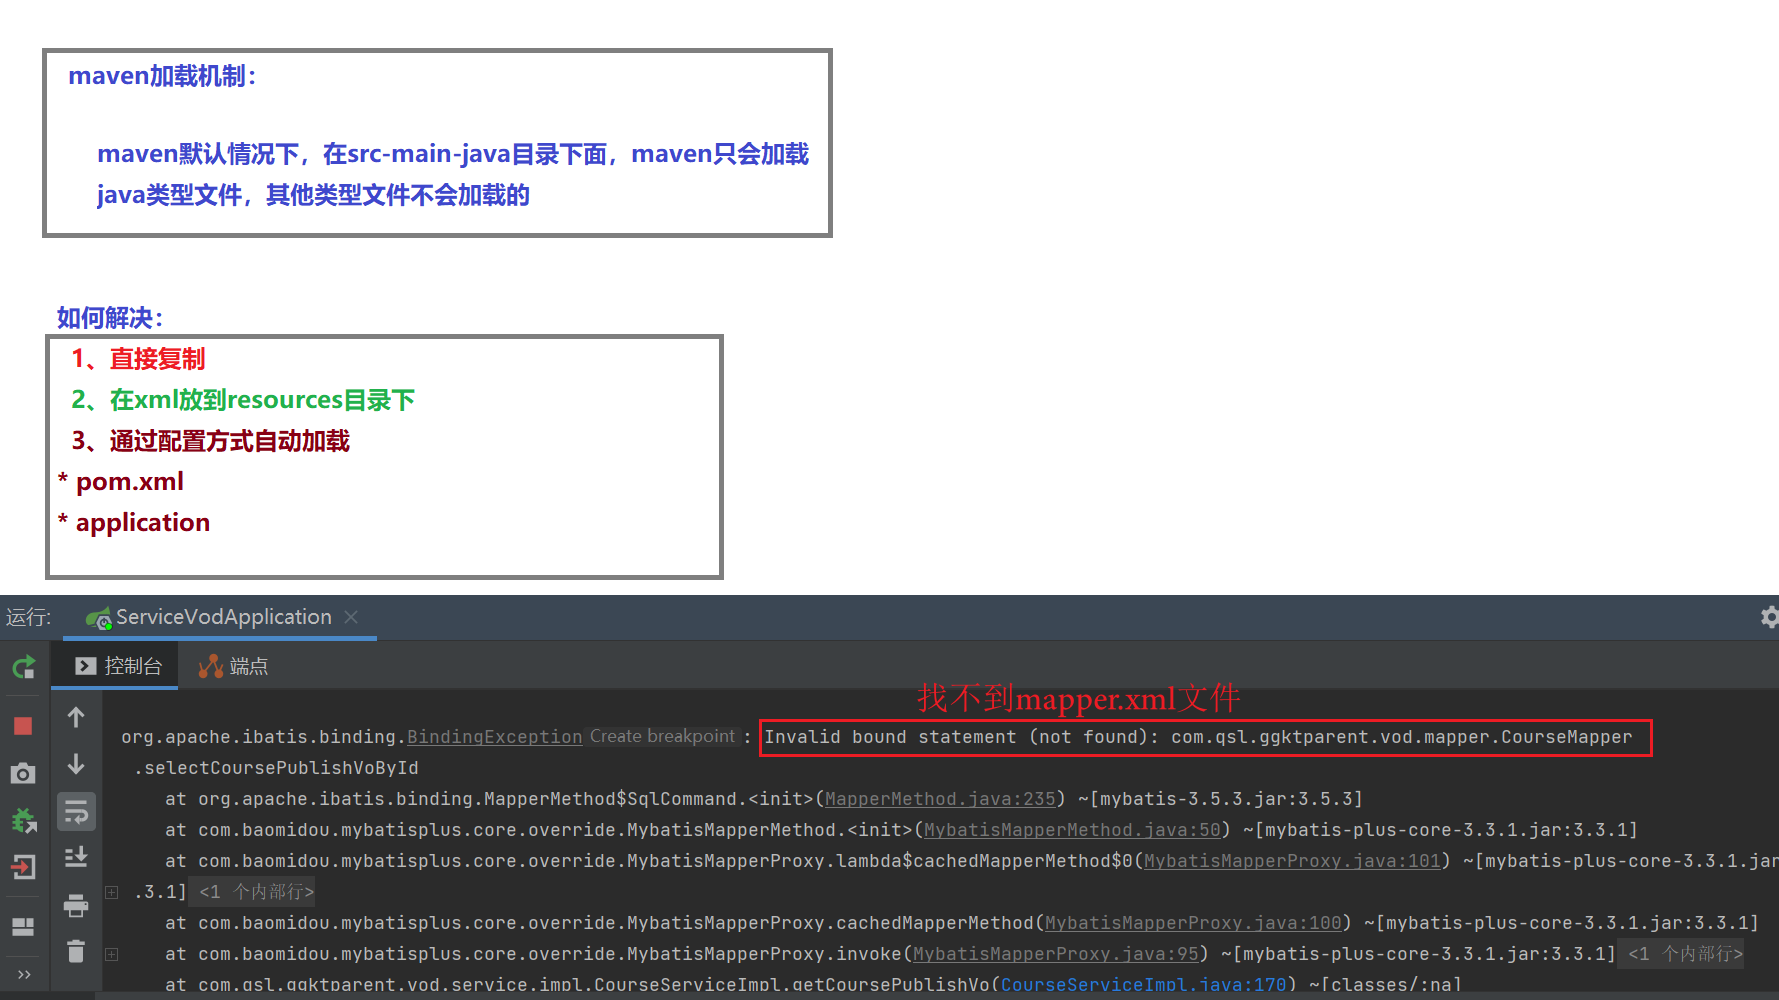 maven加载机制：
maven默认情况下，在src-main-java目录下面，maven只会加载
java类型文件，其他类型文件不会加载的
如何解决：
1、直接复制
2、在xml放到resources目录下
3、通过配置方式自动加载
* pom.xml
* application
运行: ServiceVodApplication
控制台 端点
找不到mapper.xml文件
org.apache.ibatis.binding.BindingException Create breakpoint : Invalid bound statement (not found): com.qsl.ggktparent.vod.mapper.CourseMapper
.selectCoursePublishVoById
at org.apache.ibatis.binding.MapperMethod$SqlCommand.<init>(MapperMethod.java:235) ~[mybatis-3.5.3.jar:3.5.3]
at com.baomidou.mybatisplus.core.override.MybatisMapperMethod.<init>(MybatisMapperMethod.java:50) ~[mybatis-plus-core-3.3.1.jar:3.3.1]
at com.baomidou.mybatisplus.core.override.MybatisMapperProxy.lambda$cachedMapperMethod$0(MybatisMapperProxy.java:101) ~[mybatis-plus-core-3.3.1.jar
.3.1] <1 个内部行>
at com.baomidou.mybatisplus.core.override.MybatisMapperProxy.cachedMapperMethod(MybatisMapperProxy.java:100) ~[mybatis-plus-core-3.3.1.jar:3.3.1]
at com.baomidou.mybatisplus.core.override.MybatisMapperProxy.invoke(MybatisMapperProxy.java:95) ~[mybatis-plus-core-3.3.1.jar:3.3.1] <1 个内部行>
at com.qsl.ggktparent.vod.service.impl.CourseServiceImpl.getCoursePublishVo(CourseServiceImpl.java:170) ~[classes/:na]